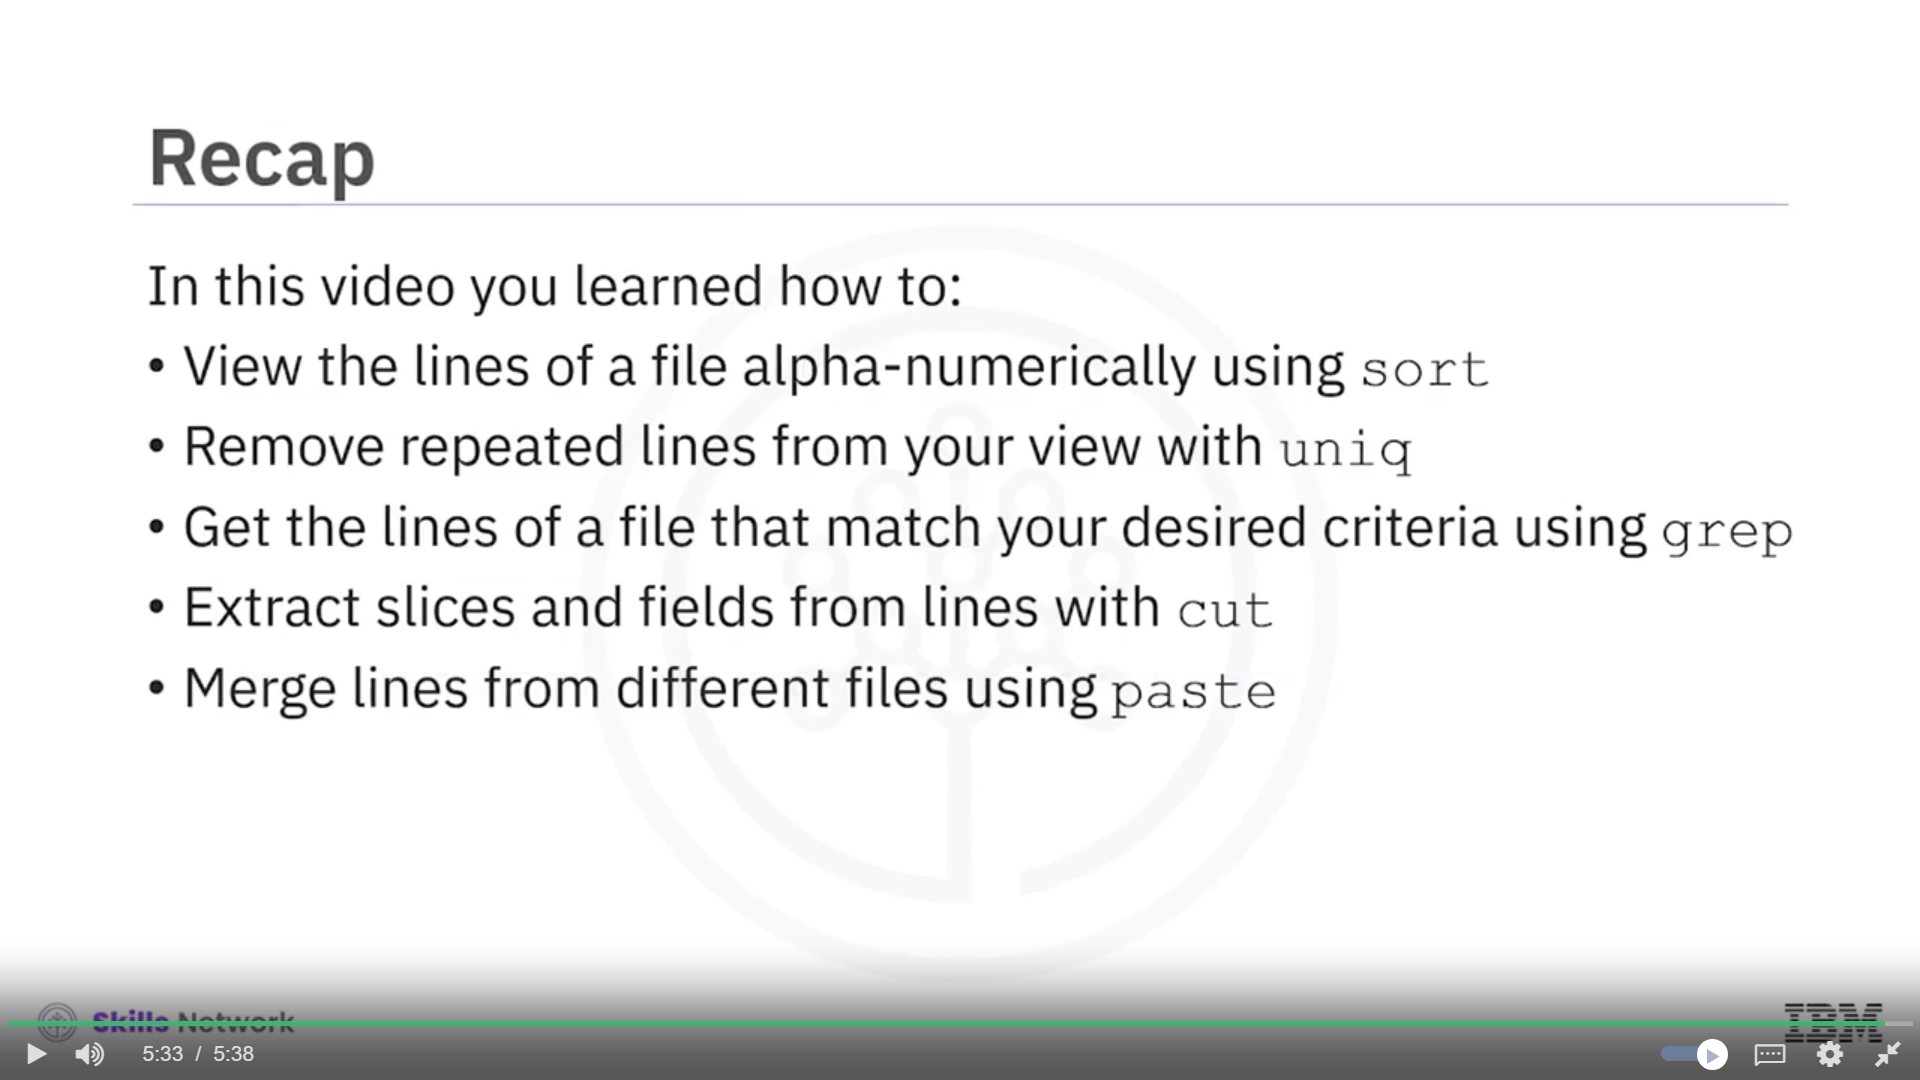 Recap
In this video you learned how to:
• View the lines of a file alpha-numerically using sort
• Remove repeated lines from your view with uniq
• Get the lines of a file that match your desired criteria using grep
• Extract slices and fields from lines with cut
• Merge lines from different files using paste
Skills Network
IBM
5:33 / 5:38